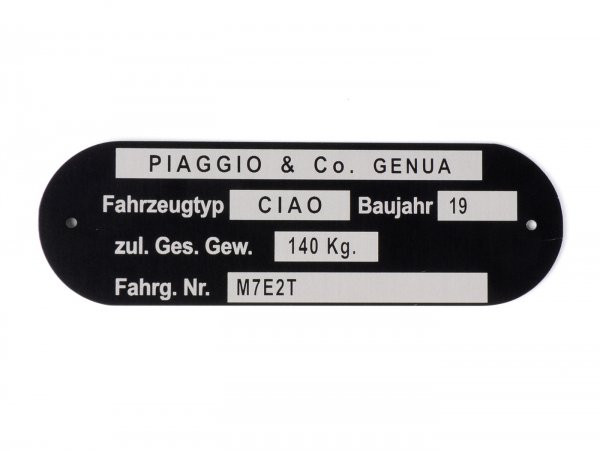 PIAGGIO & Co. GENUA
Fahrzeugtyp CIAO Baujahr 19
zul. Ges. Gew. 140 Kg.
Fahrg. Nr. M7E2T